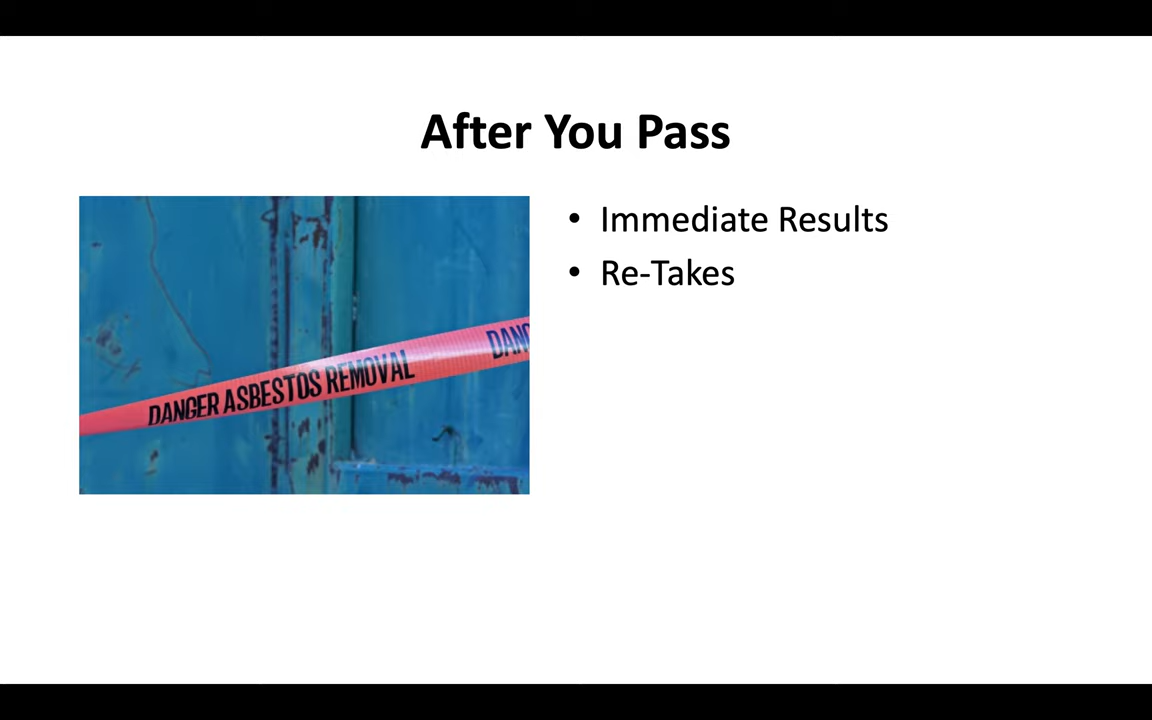 After You Pass
• Immediate Results
• Re-Takes
DANGER ASBESTOS REMOVAL
DANG